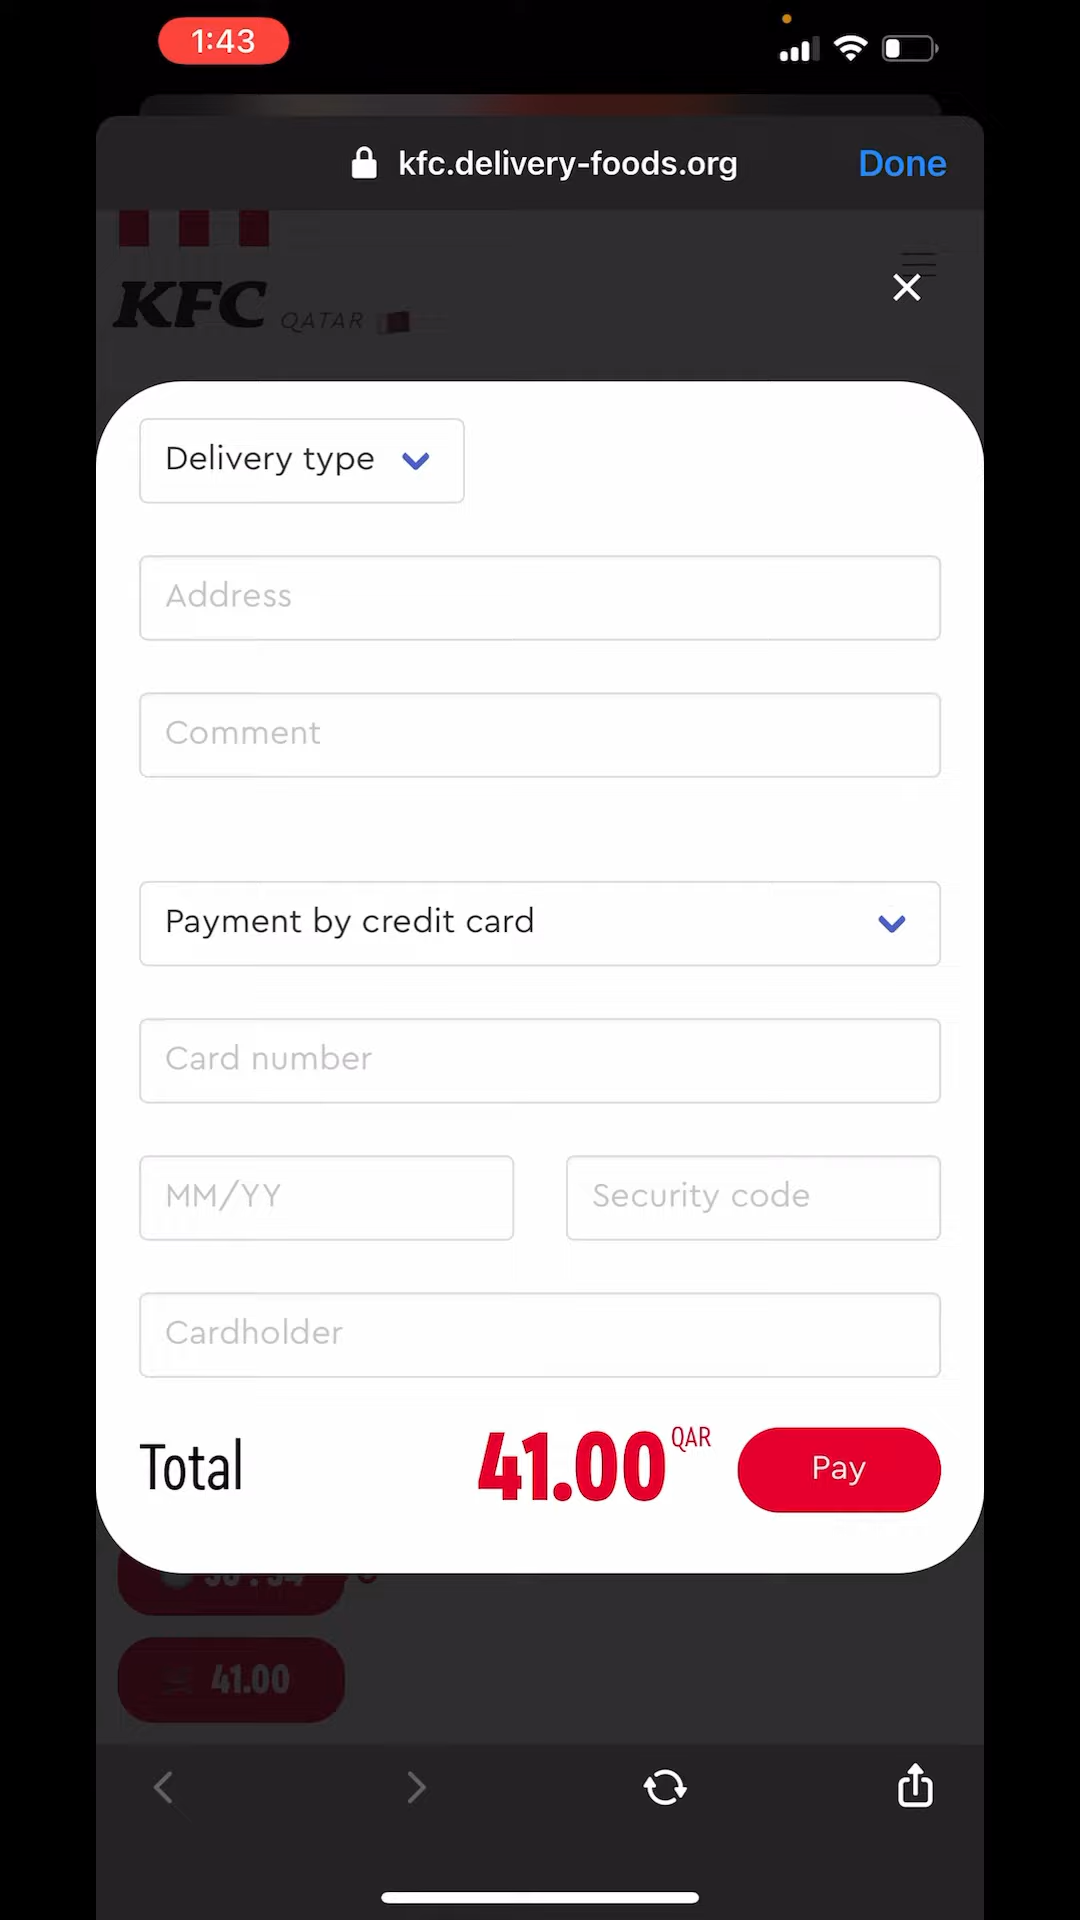 1:43
kfc.delivery-foods.org
Done
KFC QATAR
Delivery type
Address
Comment
Payment by credit card
Card number
MM/YY
Security code
Cardholder
Total
41.00 QAR
Pay
41.00